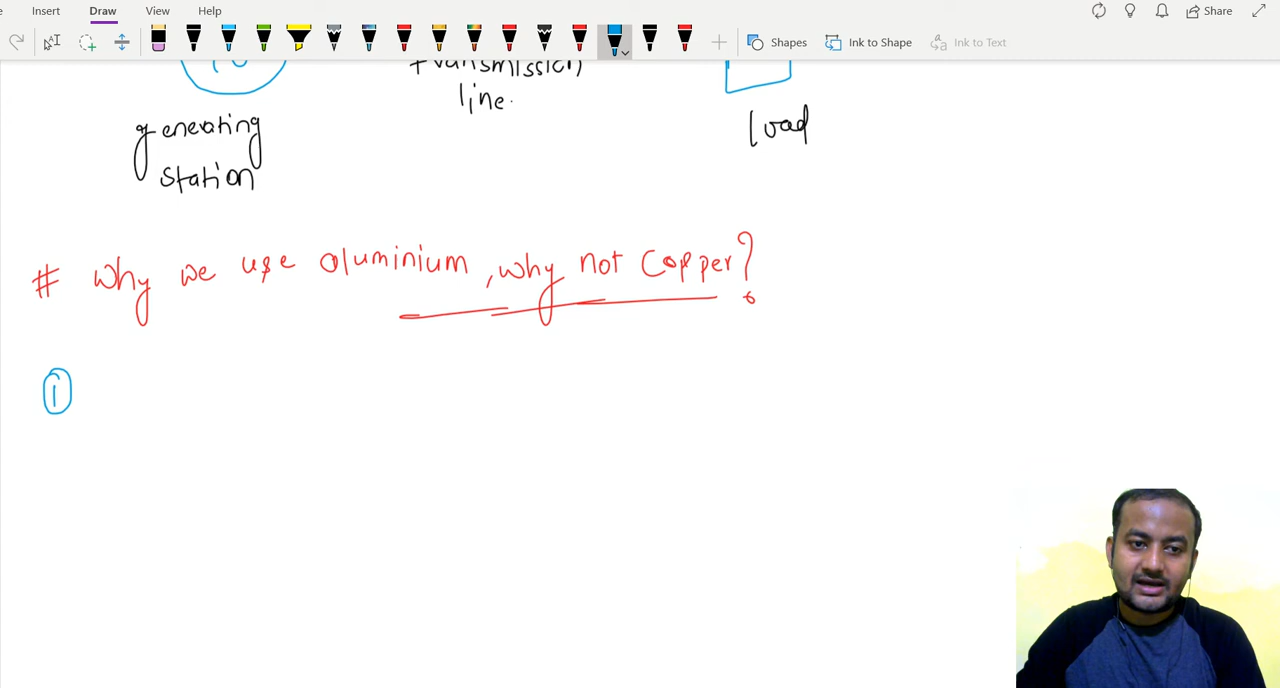 Insert Draw View Help Share
Shapes Ink to Shape Ink to Text
transmission
line.
generating
station
load
# why we use aluminium, why not Copper?
1